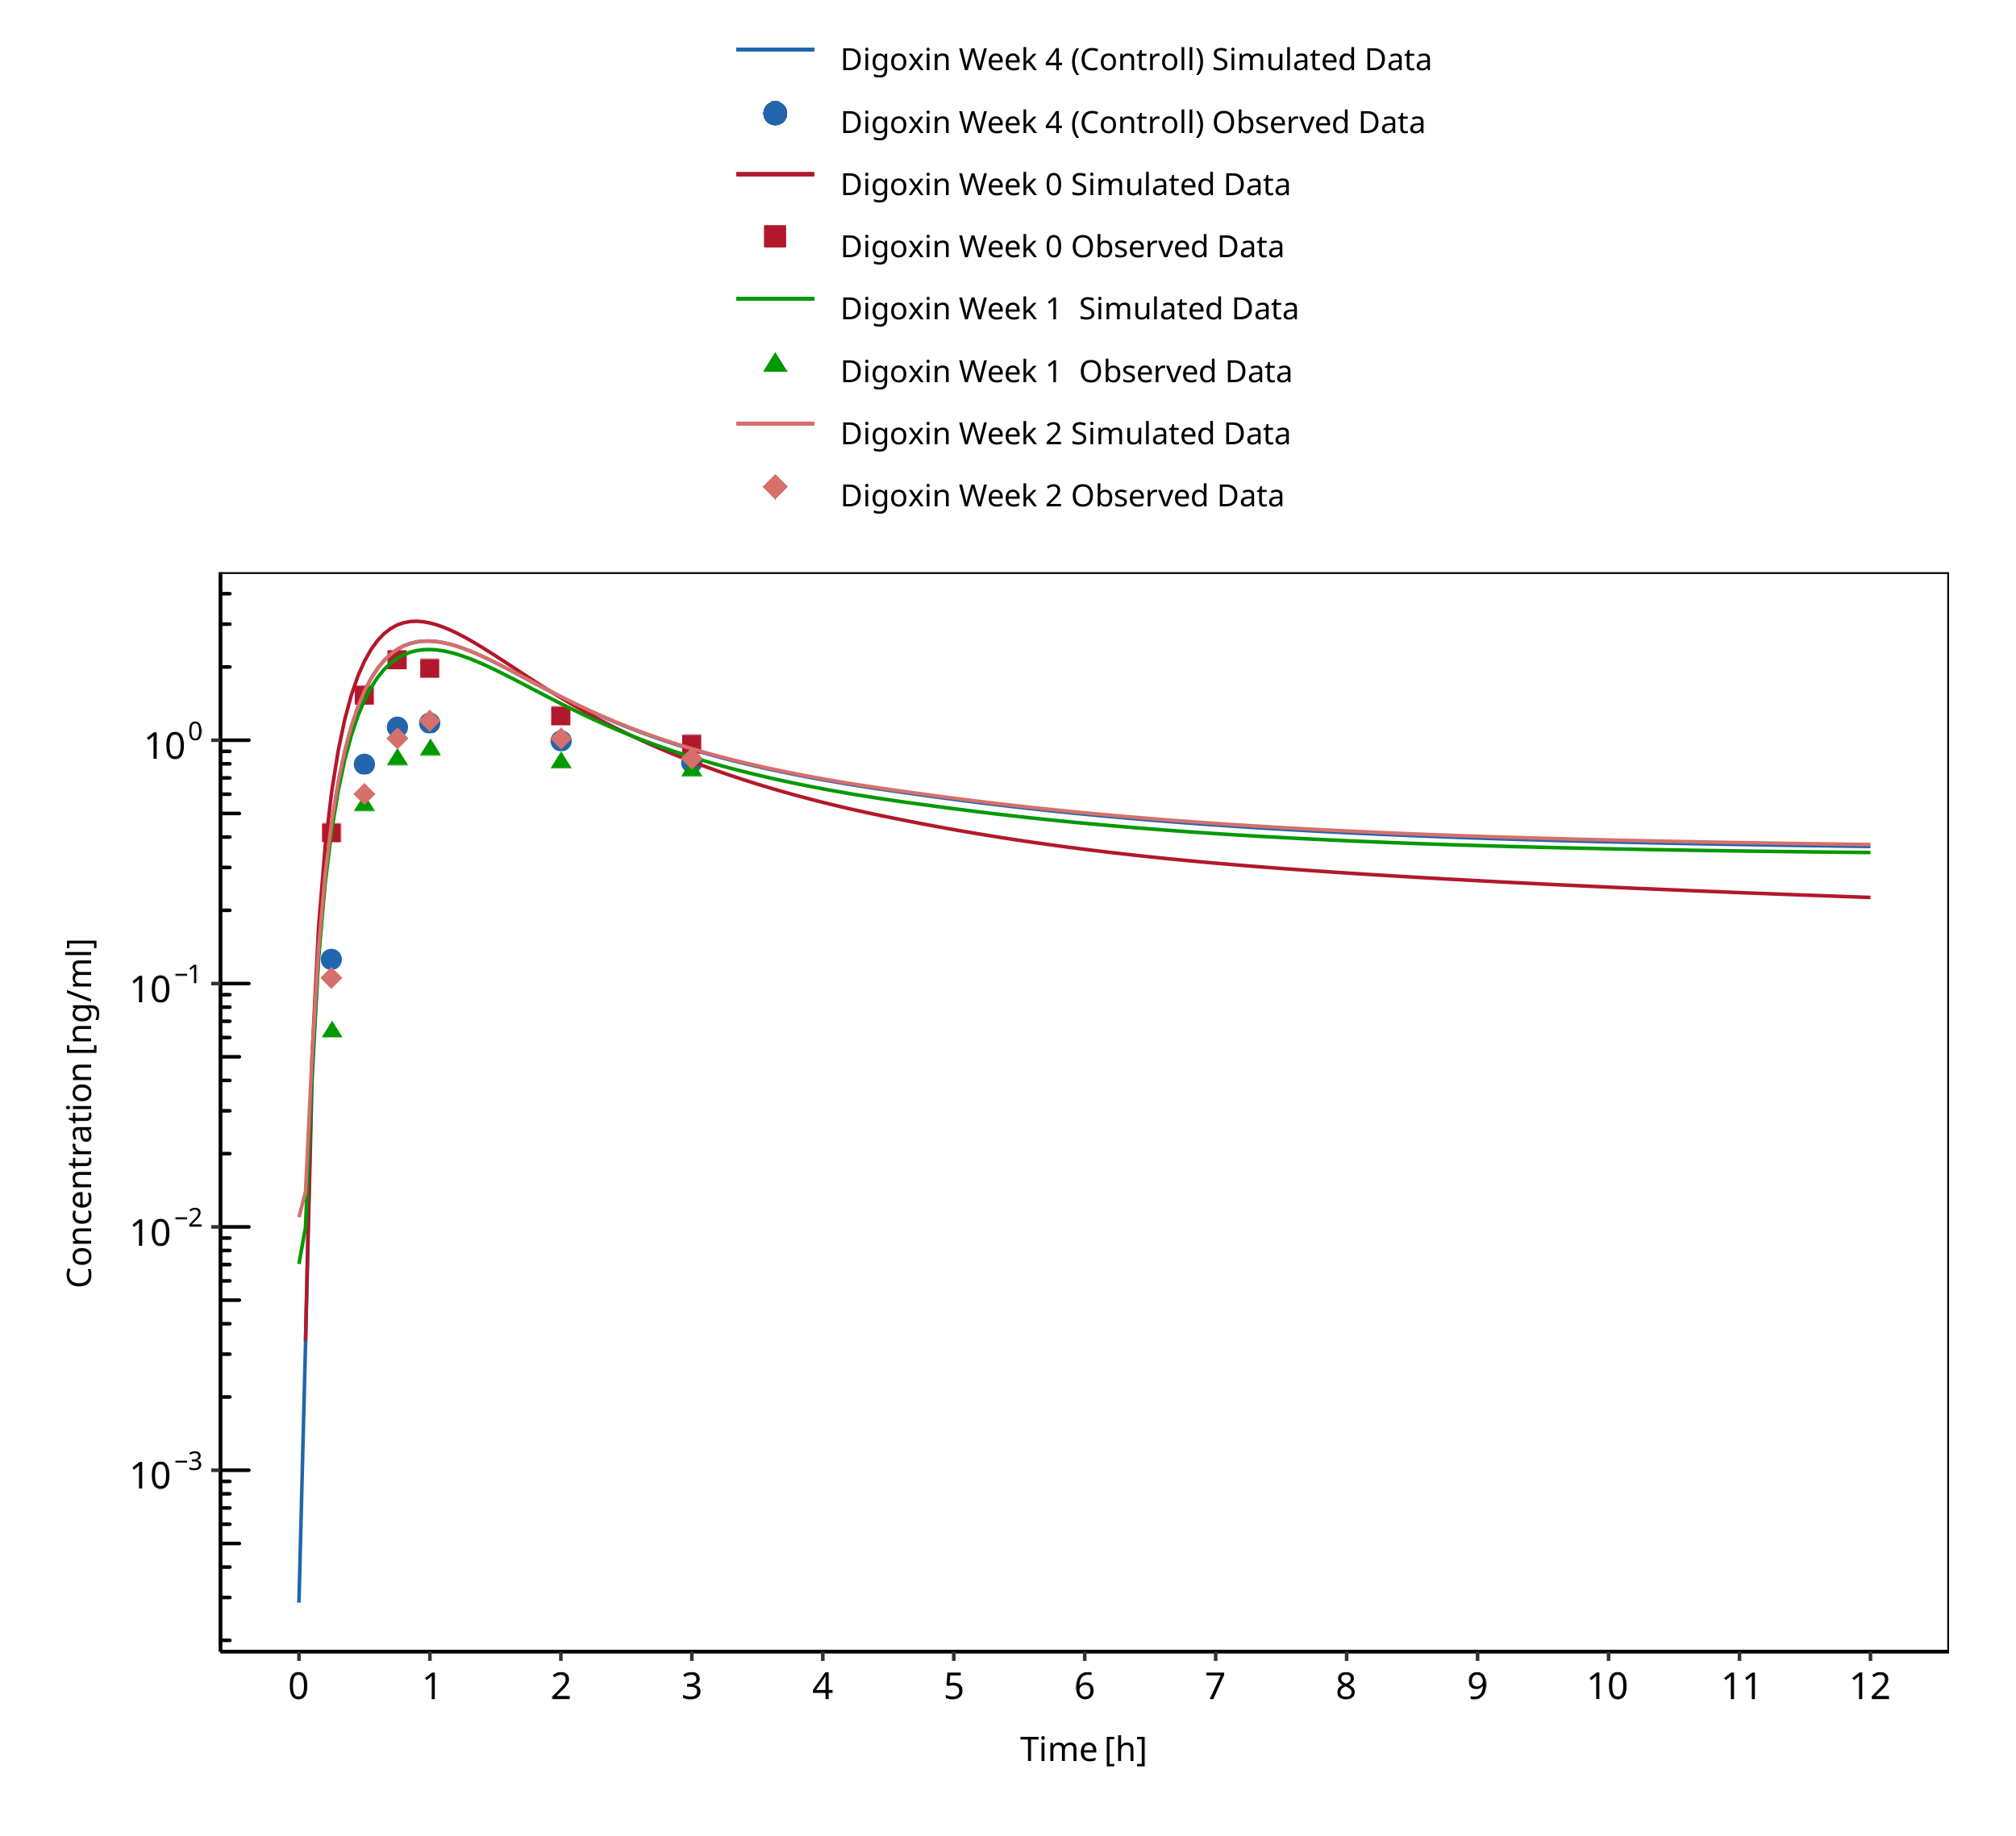 Digoxin Week 4 (Controll) Simulated Data
Digoxin Week 4 (Controll) Observed Data
Digoxin Week 0 Simulated Data
Digoxin Week 0 Observed Data
Digoxin Week 1  Simulated Data
Digoxin Week 1  Observed Data
Digoxin Week 2 Simulated Data
Digoxin Week 2 Observed Data
Concentration [ng/ml]
10⁰
10⁻¹
10⁻²
10⁻³
0 1 2 3 4 5 6 7 8 9 10 11 12
Time [h]